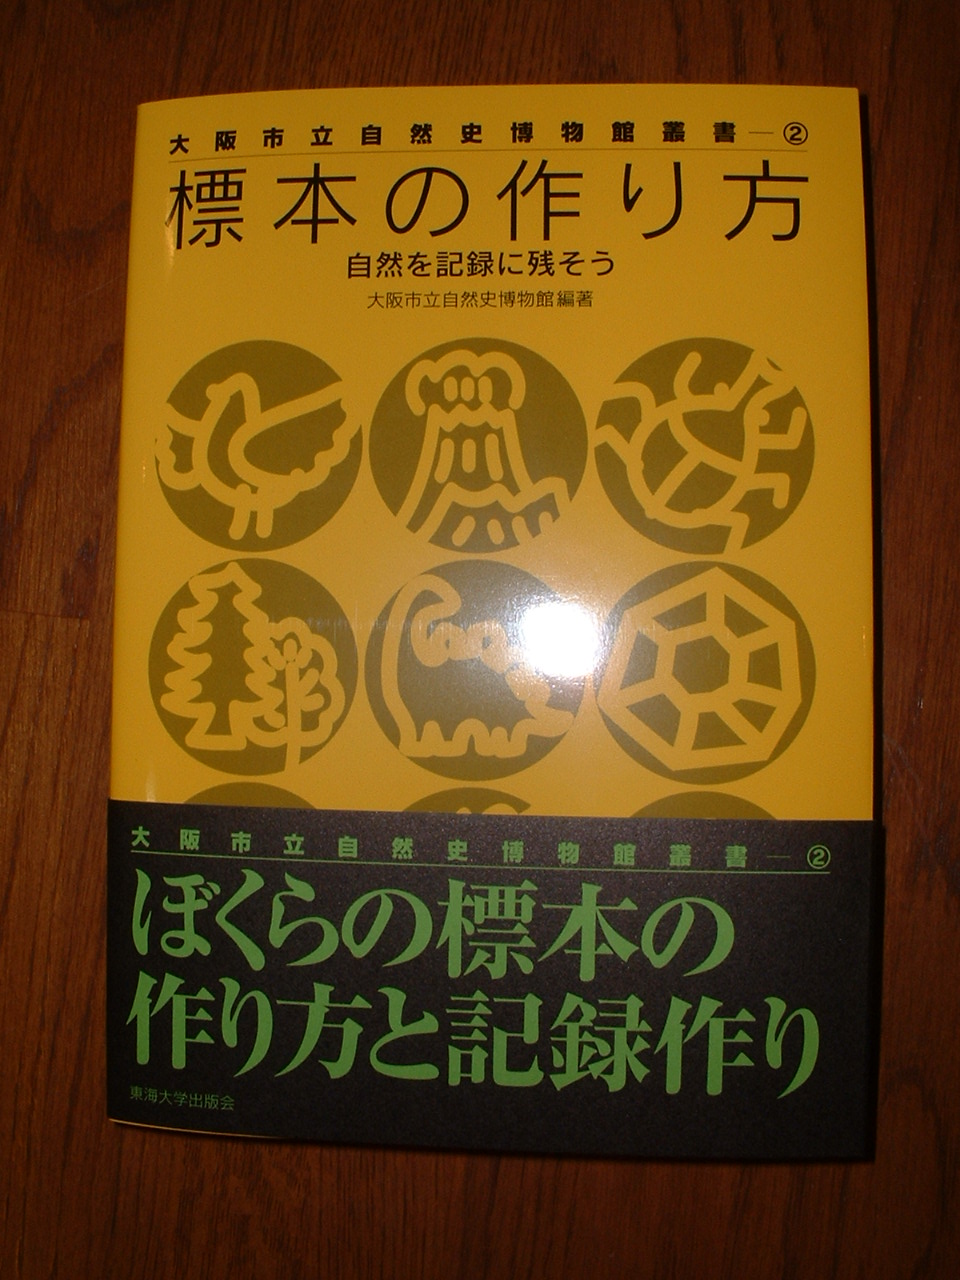 大阪市立自然史博物館叢書─②
標本の作り方
自然を記録に残そう
大阪市立自然史博物館編著
大阪市立自然史博物館叢書─②
ぼくらの標本の
作り方と記録作り
東海大学出版会